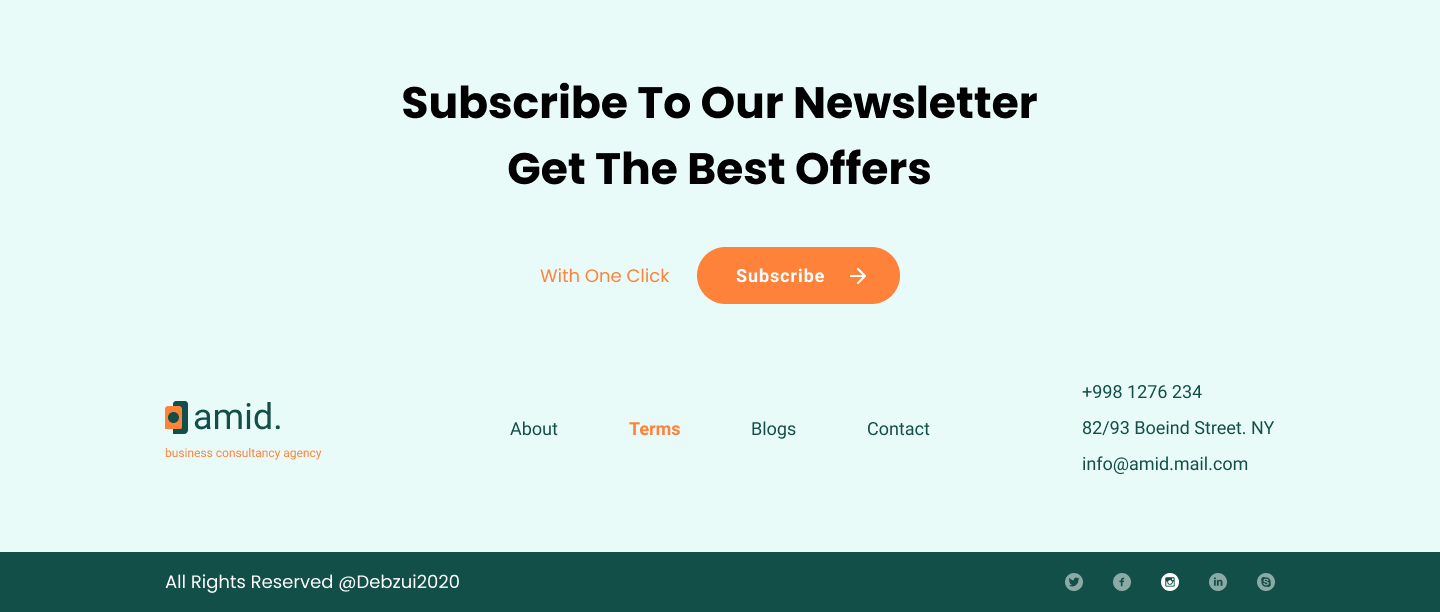 Subscribe To Our Newsletter
Get The Best Offers
With One Click
Subscribe
amid.
business consultancy agency
About
Terms
Blogs
Contact
+998 1276 234
82/93 Boeind Street. NY
info@amid.mail.com
All Rights Reserved @Debzui2020